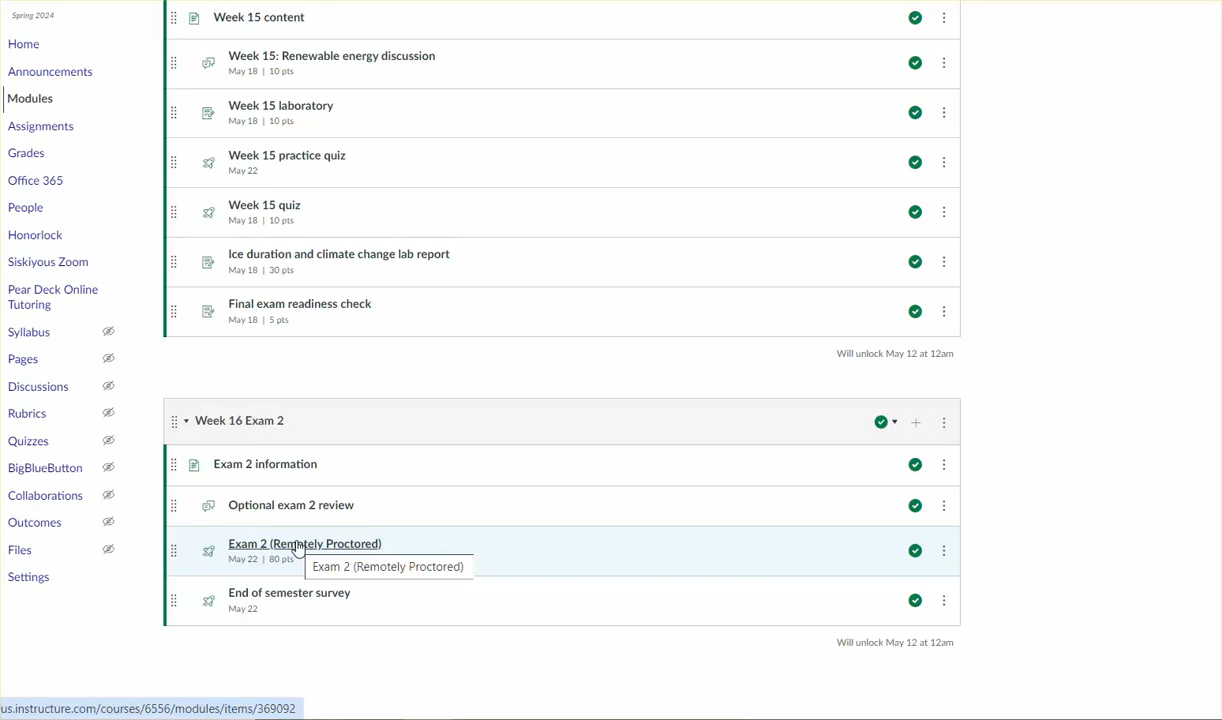 Spring 2024
Home
Announcements
Modules
Assignments
Grades
Office 365
People
Honorlock
Siskiyous Zoom
Pear Deck Online
Tutoring
Syllabus
Pages
Discussions
Rubrics
Quizzes
BigBlueButton
Collaborations
Outcomes
Files
Settings
Week 15 content
Week 15: Renewable energy discussion
May 18 | 10 pts
Week 15 laboratory
May 18 | 10 pts
Week 15 practice quiz
May 22
Week 15 quiz
May 18 | 10 pts
Ice duration and climate change lab report
May 18 | 30 pts
Final exam readiness check
May 18 | 5 pts
Will unlock May 12 at 12am
Week 16 Exam 2
Exam 2 information
Optional exam 2 review
Exam 2 (Remotely Proctored)
May 22 | 80 pts
Exam 2 (Remotely Proctored)
End of semester survey
May 22
Will unlock May 12 at 12am
us.instructure.com/courses/6556/modules/items/369092